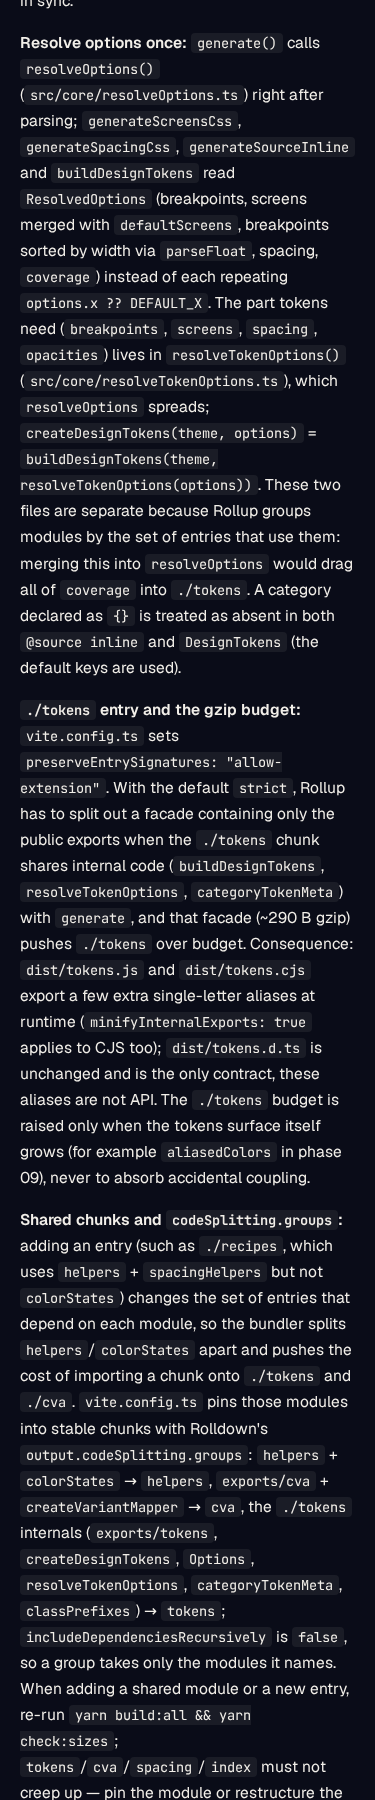 in sync.
Resolve options once: generate() calls
resolveOptions()
(src/core/resolveOptions.ts) right after
parsing; generateScreensCss,
generateSpacingCss, generateSourceInline
and buildDesignTokens read
ResolvedOptions (breakpoints, screens
merged with defaultScreens, breakpoints
sorted by width via parseFloat, spacing,
coverage) instead of each repeating
options.x ?? DEFAULT_X. The part tokens
need (breakpoints, screens, spacing,
opacities) lives in resolveTokenOptions()
(src/core/resolveTokenOptions.ts), which
resolveOptions spreads;
createDesignTokens(theme, options) =
buildDesignTokens(theme,
resolveTokenOptions(options)). These two
files are separate because Rollup groups
modules by the set of entries that use them:
merging this into resolveOptions would drag
all of coverage into ./tokens. A category
declared as {} is treated as absent in both
@source inline and DesignTokens (the
default keys are used).
./tokens entry and the gzip budget:
vite.config.ts sets
preserveEntrySignatures: "allow-
extension". With the default strict, Rollup
has to split out a facade containing only the
public exports when the ./tokens chunk
shares internal code (buildDesignTokens,
resolveTokenOptions, categoryTokenMeta)
with generate, and that facade (~290 B gzip)
pushes ./tokens over budget. Consequence:
dist/tokens.js and dist/tokens.cjs
export a few extra single-letter aliases at
runtime (minifyInternalExports: true
applies to CJS too); dist/tokens.d.ts is
unchanged and is the only contract, these
aliases are not API. The ./tokens budget is
raised only when the tokens surface itself
grows (for example aliasedColors in phase
09), never to absorb accidental coupling.
Shared chunks and codeSplitting.groups:
adding an entry (such as ./recipes, which
uses helpers + spacingHelpers but not
colorStates) changes the set of entries that
depend on each module, so the bundler splits
helpers/colorStates apart and pushes the
cost of importing a chunk onto ./tokens and
./cva. vite.config.ts pins those modules
into stable chunks with Rolldown's
output.codeSplitting.groups: helpers +
colorStates → helpers, exports/cva +
createVariantMapper → cva, the ./tokens
internals (exports/tokens,
createDesignTokens, Options,
resolveTokenOptions, categoryTokenMeta,
classPrefixes) → tokens;
includeDependenciesRecursively is false,
so a group takes only the modules it names.
When adding a shared module or a new entry,
re-run yarn build:all && yarn
check:sizes;
tokens/cva/spacing/index must not
creep up — pin the module or restructure the